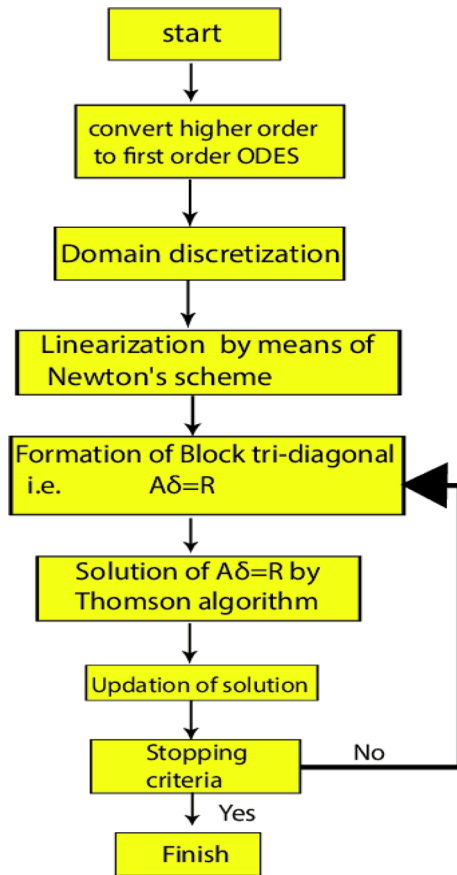 start
convert higher order
to first order ODES
Domain discretization
Linearization by means of
Newton's scheme
Formation of Block tri-diagonal
i.e. Aδ=R
Solution of Aδ=R by
Thomson algorithm
Updation of solution
Stopping
criteria
No
Yes
Finish